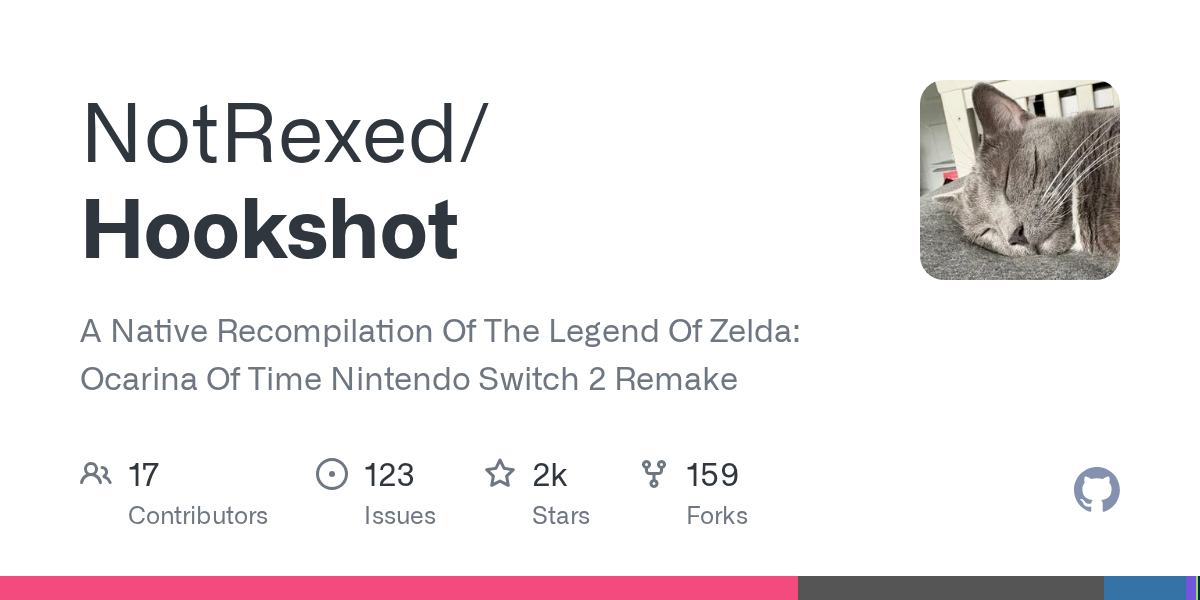 NotRexed/
Hookshot
A Native Recompilation Of The Legend Of Zelda:
Ocarina Of Time Nintendo Switch 2 Remake
17 123 2k 159
Contributors Issues Stars Forks